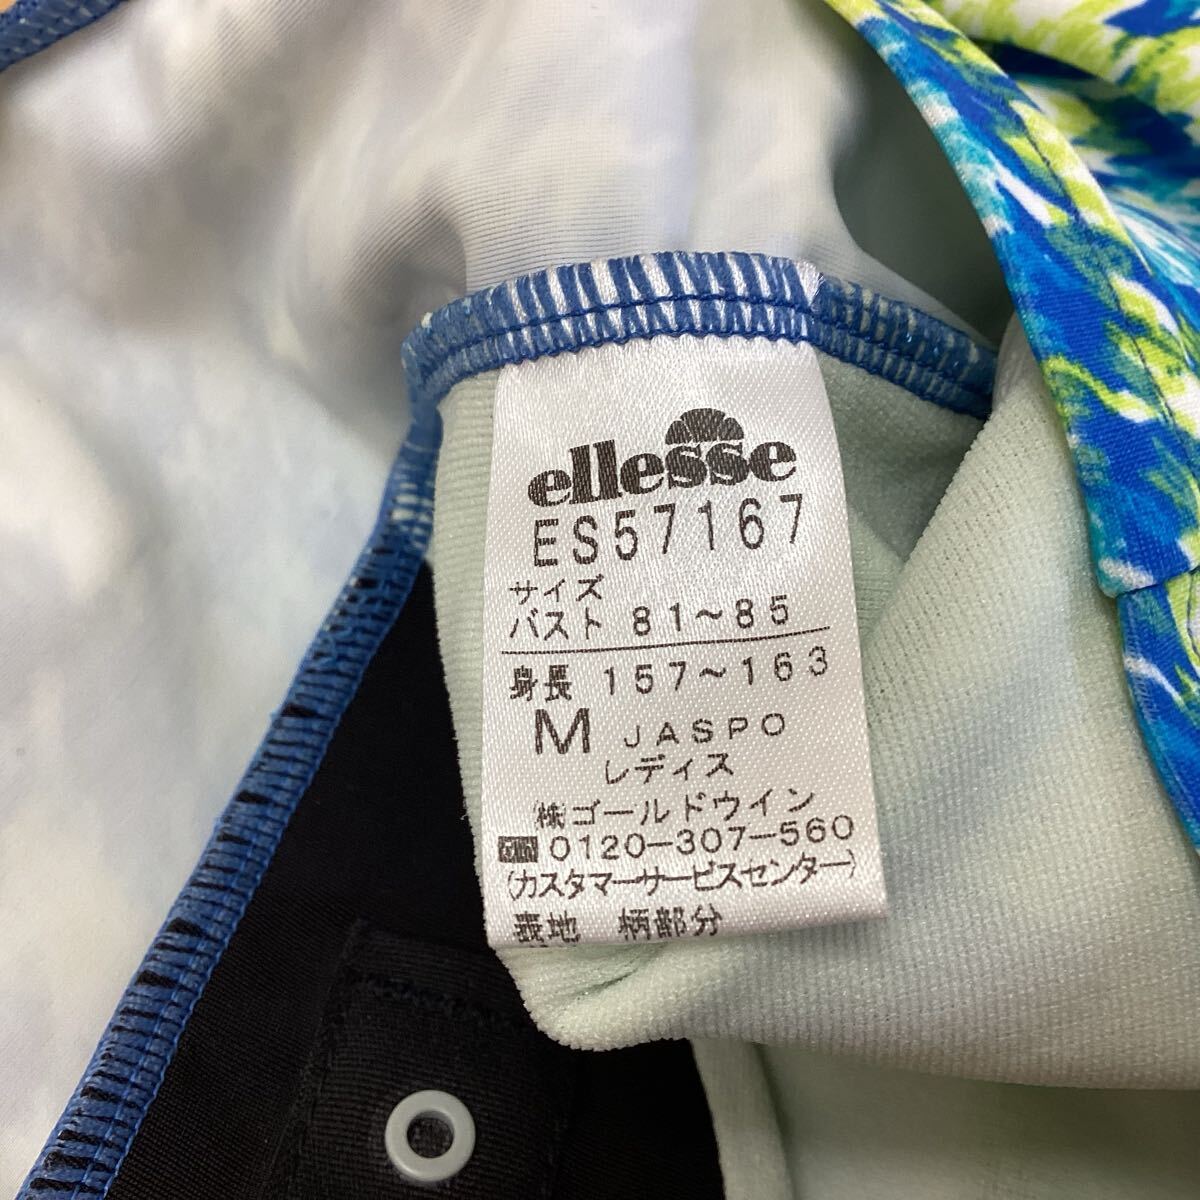 ellesse
ES57167
サイズ
バスト 81~85
身長 157~163
M JASPO
レディス
(株)ゴールドウイン
0120-307-560
(カスタマーサービスセンター)
表地 柄部分